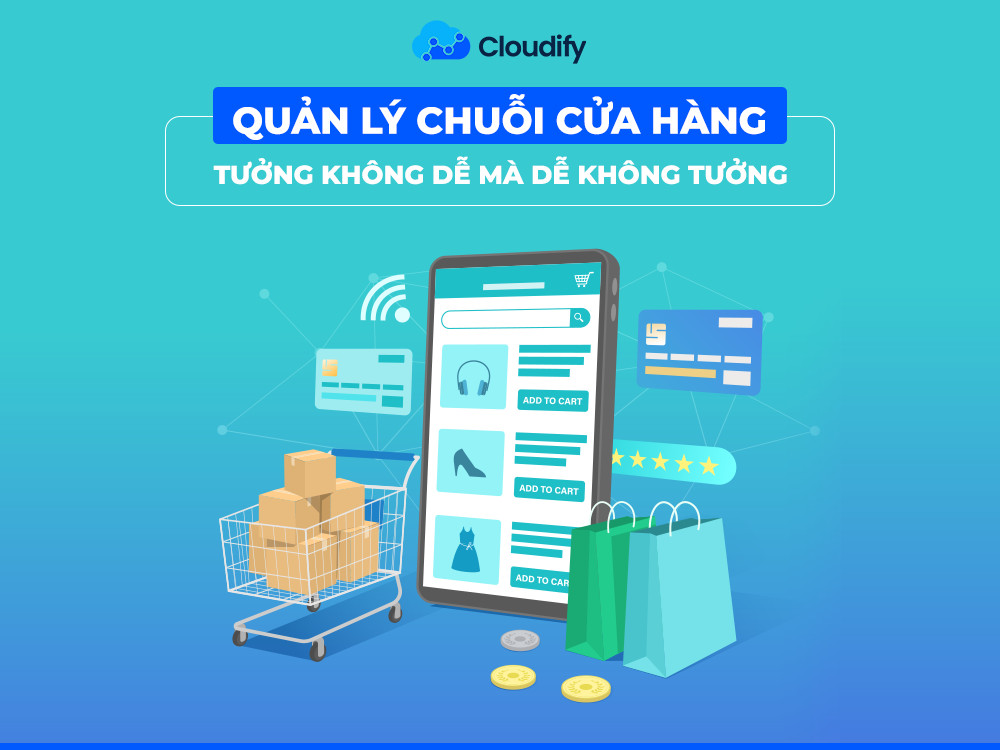 Cloudify
QUẢN LÝ CHUỖI CỬA HÀNG
TƯỞNG KHÔNG DỄ MÀ DỄ KHÔNG TƯỞNG
ADD TO CART
ADD TO CART
ADD TO CAR